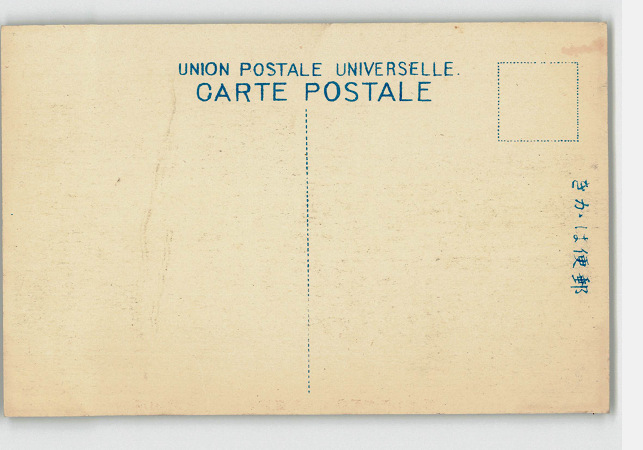 UNION POSTALE UNIVERSELLE.
CARTE POSTALE
郵便はかき